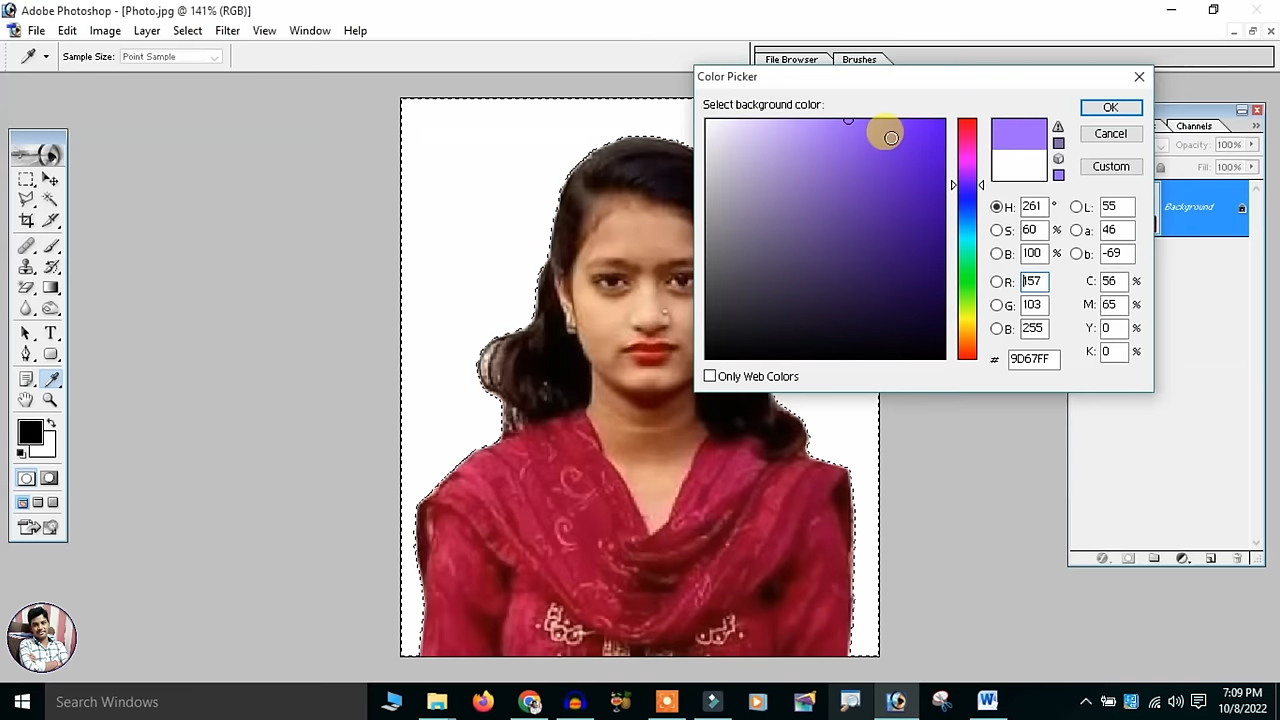 Adobe Photoshop - [Photo.jpg @ 141% (RGB)]
File Edit Image Layer Select Filter View Window Help
Sample Size: Point Sample
File Browser Brushes
Color Picker
Select background color:
OK
Cancel
Custom
H: 261 °
S: 60 %
B: 100 %
R: 157
G: 103
B: 255
# 9D67FF
L: 55
a: 46
b: -69
C: 56 %
M: 65 %
Y: 0 %
K: 0 %
Only Web Colors
Channels
Opacity: 100%
Fill: 100%
Background
Search Windows
7:09 PM
10/8/2022